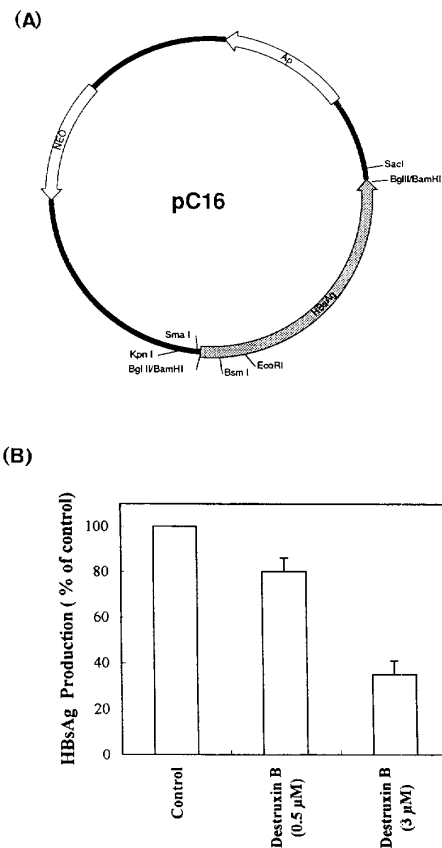 (A)
Ap
NEO
SacI
BglII/BamHI
pC16
HBsAg
Sma I
Kpn I
Bgl II/BamHI
Bsm I
EcoRI
(B)
HBsAg Production ( % of control)
100
80
60
40
20
0
Control
Destruxin B
(0.5 µM)
Destruxin B
(3 µM)